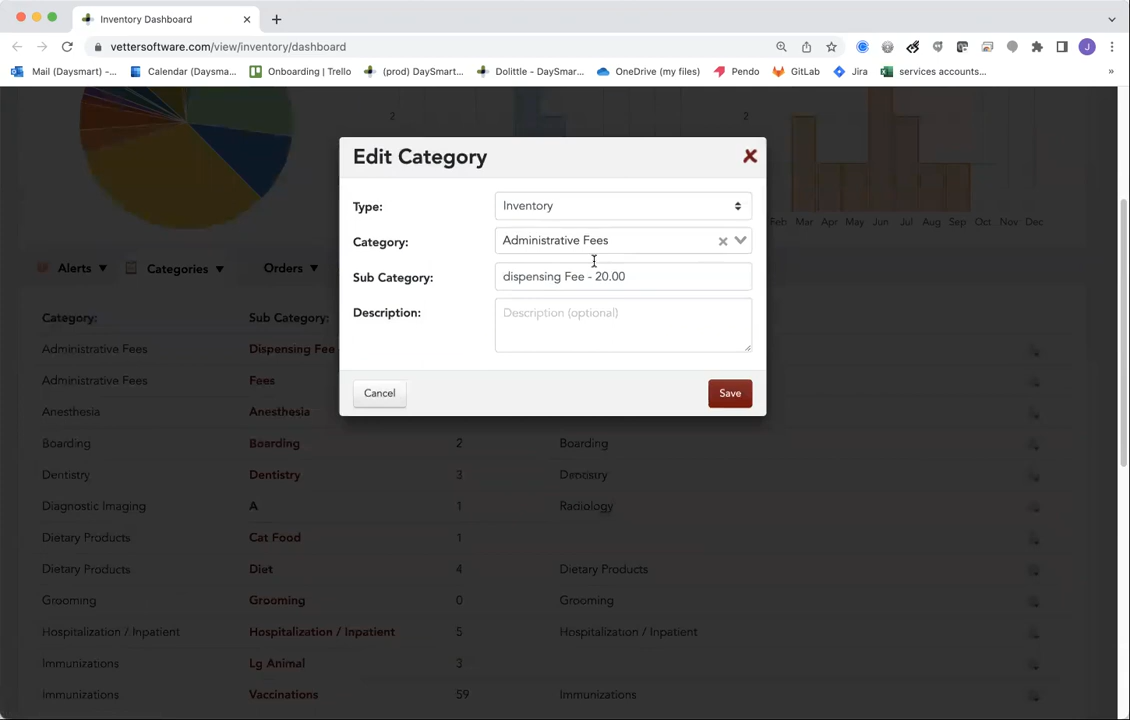 Inventory Dashboard
vettersoftware.com/view/inventory/dashboard
J
Mail (Daysmart) –... Calendar (Daysma... Onboarding | Trello (prod) DaySmart... Dolittle - DaySmar... OneDrive (my files) Pendo GitLab Jira services accounts... »
2 2
Feb Mar Apr May Jun Jul Aug Sep Oct Nov Dec
Edit Category
Type: Inventory
Category: Administrative Fees
Sub Category: dispensing Fee - 20.00
Description: Description (optional)
Cancel Save
Alerts Categories Orders
Category: Sub Category:
Administrative Fees Dispensing Fee
Administrative Fees Fees
Anesthesia Anesthesia
Boarding Boarding 2 Boarding
Dentistry Dentistry 3 Dentistry
Diagnostic Imaging A 1 Radiology
Dietary Products Cat Food 1
Dietary Products Diet 4 Dietary Products
Grooming Grooming 0 Grooming
Hospitalization / Inpatient Hospitalization / Inpatient 5 Hospitalization / Inpatient
Immunizations Lg Animal 3
Immunizations Vaccinations 59 Immunizations